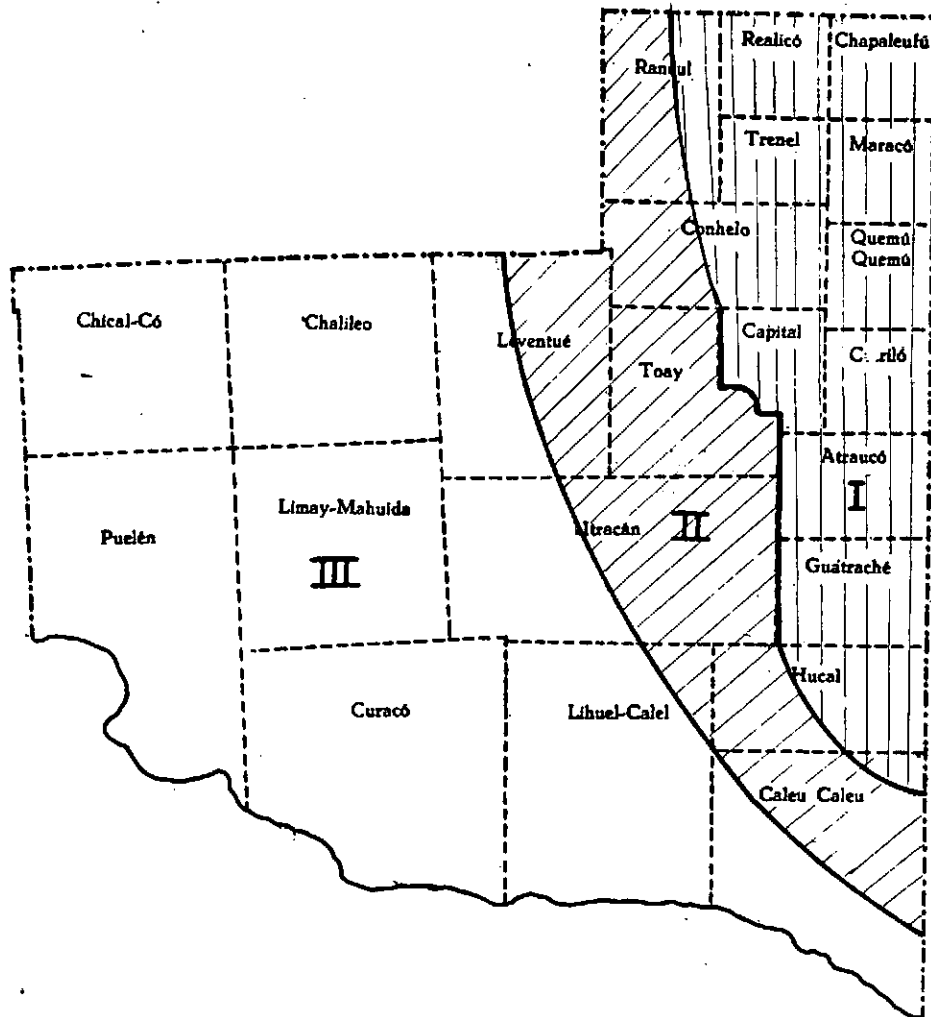 Realicó
Chapaleufú
Rancul
Trenel
Maracó
Conhelo
Quemú
Quemú
Chical-Có
Chalileo
Capital
Loventué
Toay
Atraucó
I
Limay-Mahuida
Utracán
II
Puelén
III
Guatraché
Hucal
Curacó
Lihuel-Calel
Caleu Caleu